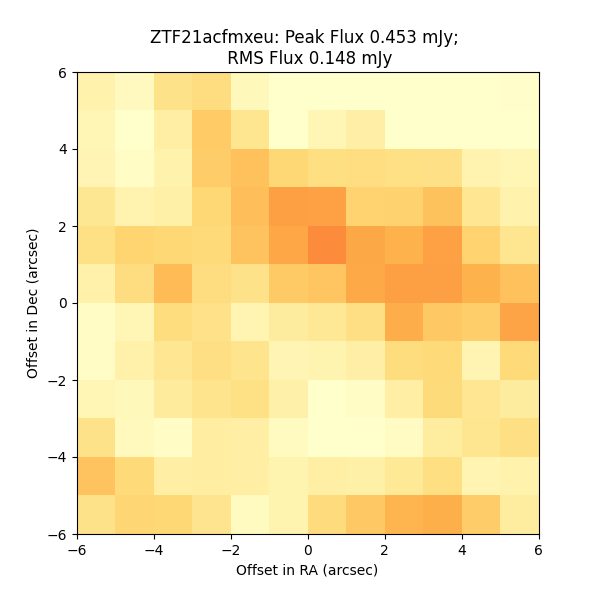 ZTF21acfmxeu: Peak Flux 0.453 mJy;
RMS Flux 0.148 mJy
6
4
2
0
−2
−4
−6
Offset in Dec (arcsec)
−6 −4 −2 0 2 4 6
Offset in RA (arcsec)